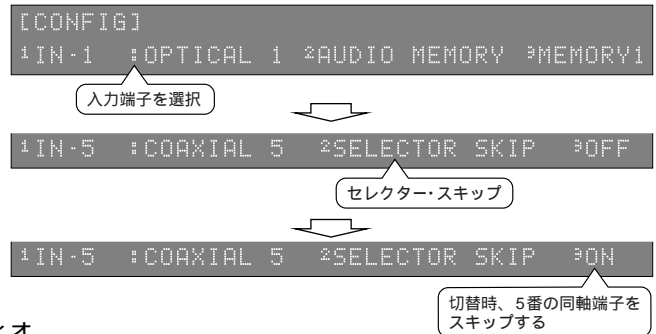 [CONFIG]
¹IN-1 :OPTICAL 1 ²AUDIO MEMORY ³MEMORY1
入力端子を選択
¹IN-5 :COAXIAL 5 ²SELECTOR SKIP ³OFF
セレクター・スキップ
¹IN-5 :COAXIAL 5 ²SELECTOR SKIP ³ON
切替時、5番の同軸端子を
スキップする